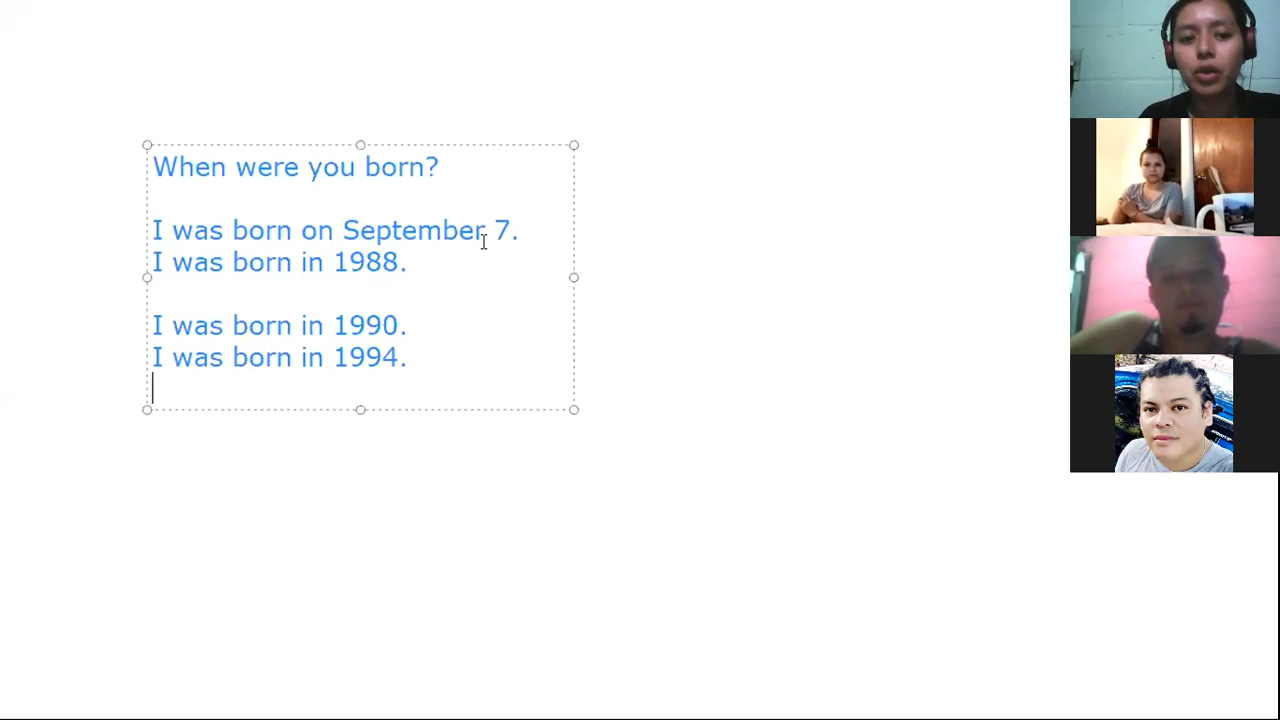 When were you born?
I was born on September 7.
I was born in 1988.
I was born in 1990.
I was born in 1994.